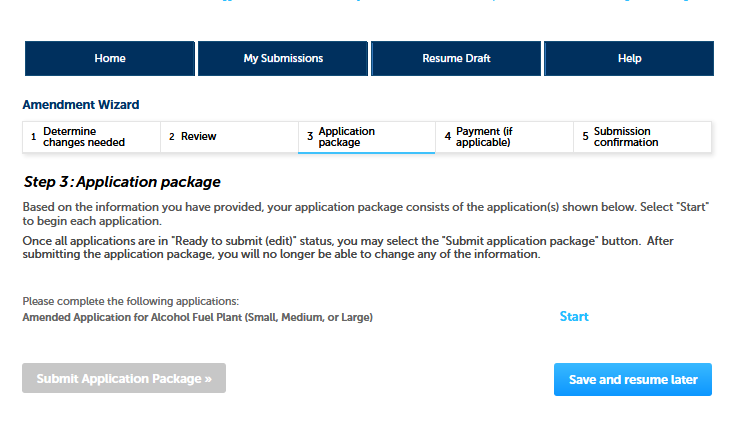 Home
My Submissions
Resume Draft
Help
Amendment Wizard
1 Determine changes needed
2 Review
3 Application package
4 Payment (if applicable)
5 Submission confirmation
Step 3: Application package
Based on the information you have provided, your application package consists of the application(s) shown below. Select "Start"
to begin each application.
Once all applications are in "Ready to submit (edit)" status, you may select the "Submit application package" button.  After
submitting the application package, you will no longer be able to change any of the information.
Please complete the following applications:
Amended Application for Alcohol Fuel Plant (Small, Medium, or Large)
Start
Submit Application Package »
Save and resume later